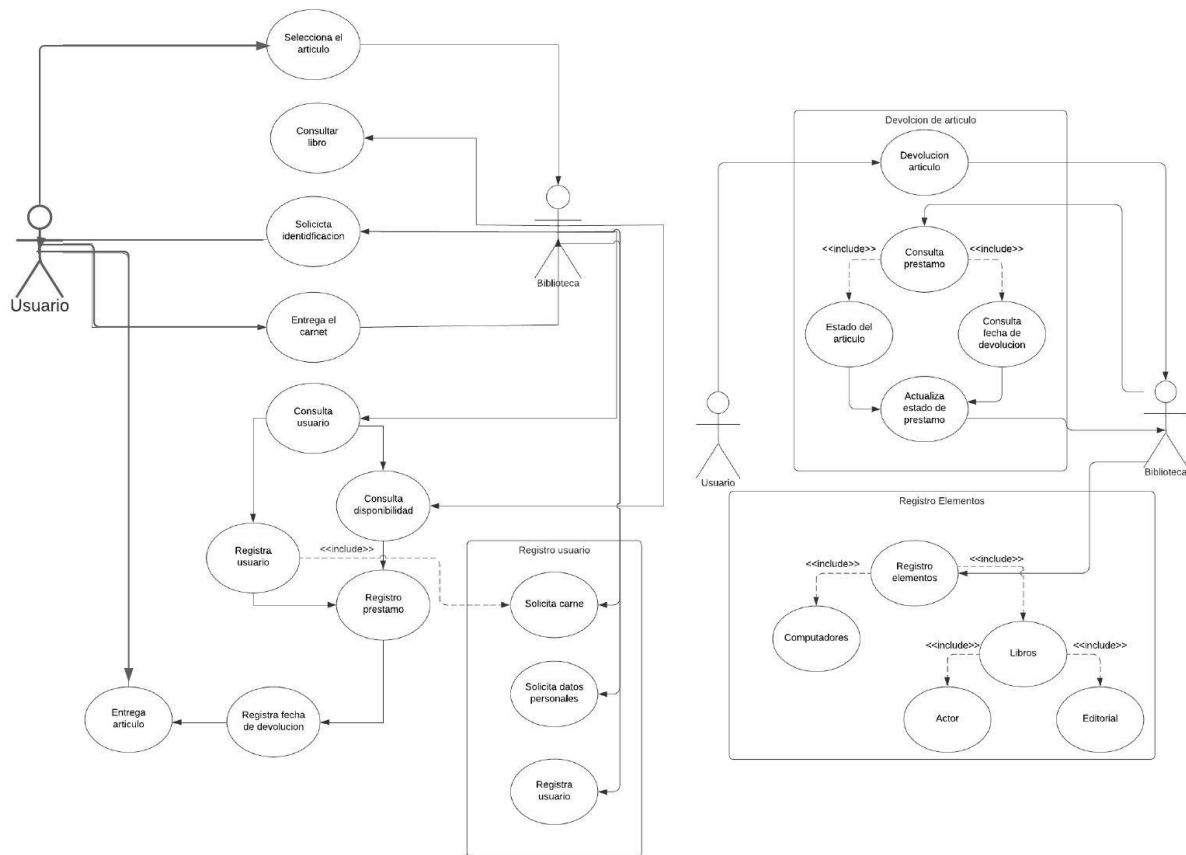 Selecciona el
articulo
Consultar
libro
Solicicta
identidficacion
Usuario
Biblioteca
Entrega el
carnet
Consulta
usuario
Consulta
disponibilidad
Registra
usuario
<<include>>
Registro
prestamo
Registro usuario
Solicita carne
Solicita datos
personales
Registra
usuario
Entrega
articulo
Registra fecha
de devolucion
Devolcion de articulo
Devolucion
articulo
Consulta
prestamo
<<include>>
<<include>>
Estado del
articulo
Consulta
fecha de
devolucion
Actualiza
estado de
prestamo
Usuario
Biblioteca
Registro Elementos
Registro
elementos
<<include>>
<<include>>
Computadores
Libros
<<include>>
<<include>>
Actor
Editorial